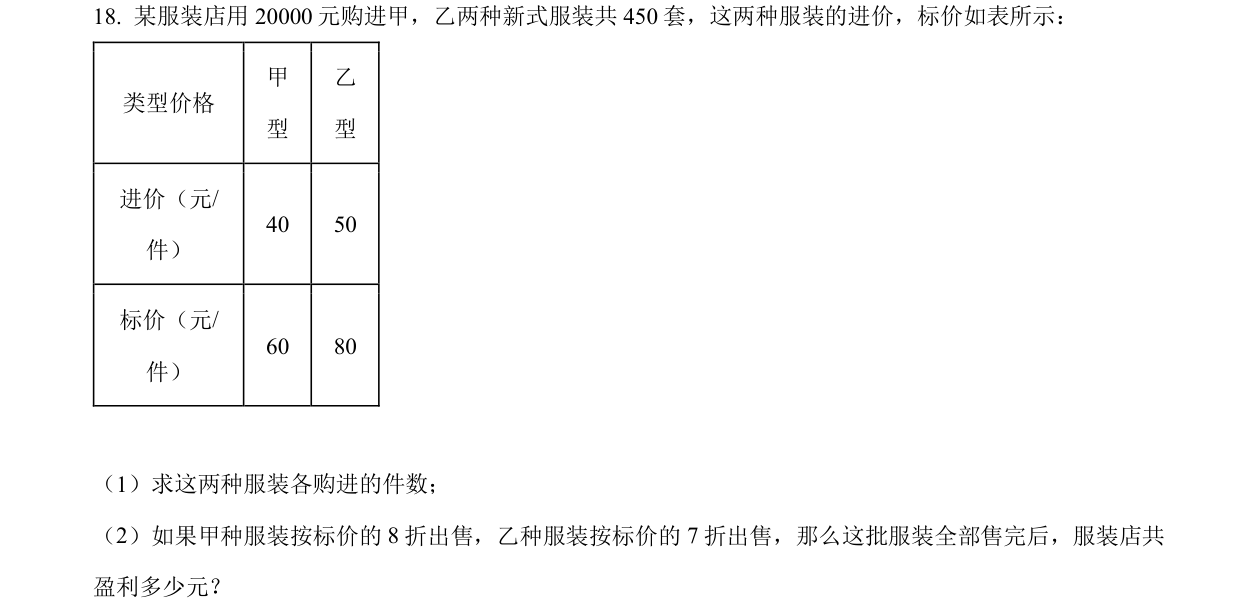 18. 某服装店用 20000 元购进甲，乙两种新式服装共 450 套，这两种服装的进价，标价如表所示：
类型价格
甲
型
乙
型
进价（元/
件）
40
50
标价（元/
件）
60
80
（1）求这两种服装各购进的件数；
（2）如果甲种服装按标价的 8 折出售，乙种服装按标价的 7 折出售，那么这批服装全部售完后，服装店共
盈利多少元？